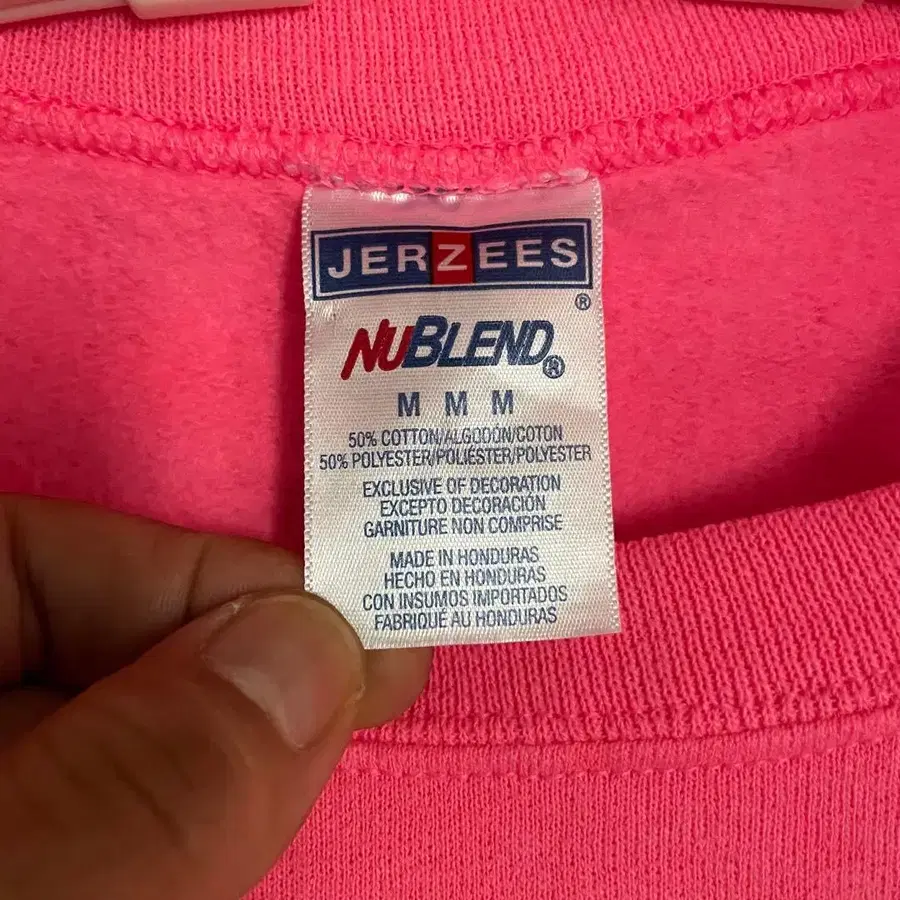 JERZEES
®
NUBLEND®
M M M
50% COTTON/ALGODÓN/COTON
50% POLYESTER/POLIÉSTER/POLYESTER
EXCLUSIVE OF DECORATION
EXCEPTO DECORACIÓN
GARNITURE NON COMPRISE
MADE IN HONDURAS
HECHO EN HONDURAS
CON INSUMOS IMPORTADOS
FABRIQUÉ AU HONDURAS